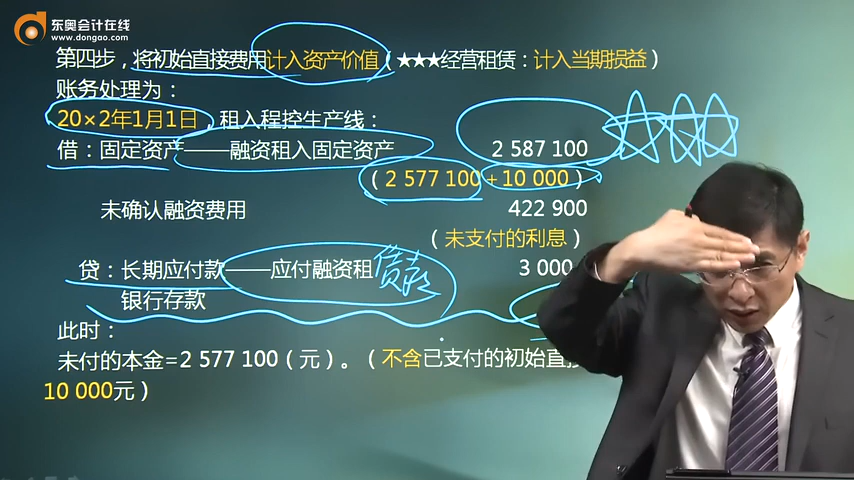 东奥会计在线
www.dongao.com
第四步，将初始直接费用计入资产价值（★★★经营租赁：计入当期损益）
账务处理为：
20×2年1月1日，租入程控生产线：
借：固定资产——融资租入固定资产 2 587 100
（2 577 100+10 000）
未确认融资费用 422 900
（未支付的利息）
贷：长期应付款——应付融资租 3 000
银行存款
此时：
未付的本金=2 577 100（元）。（不含已支付的初始直
10 000元）